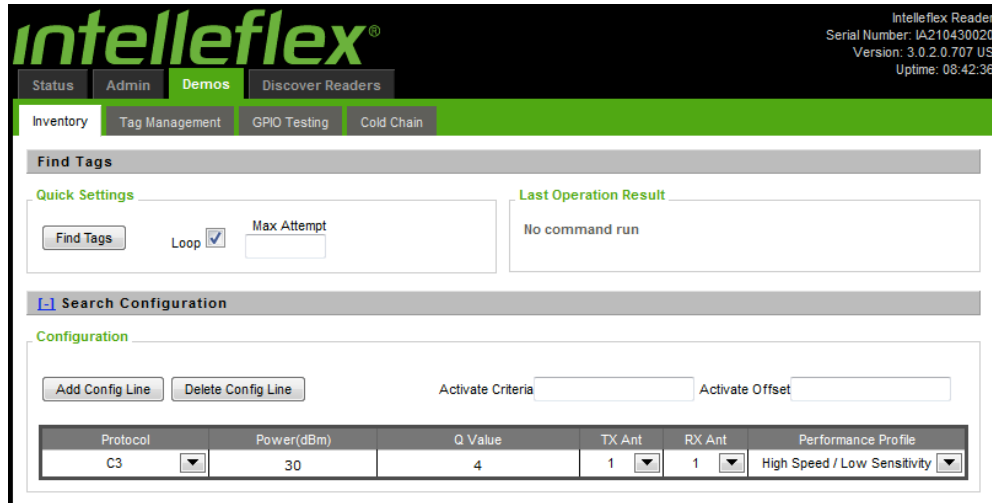 ıntelleflex®
Intelleflex Reader
Serial Number: IA210430020
Version: 3.0.2.0.707 US
Uptime: 08:42:36
Status Admin Demos Discover Readers
Inventory Tag Management GPIO Testing Cold Chain
Find Tags
Quick Settings
Find Tags Loop Max Attempt
Last Operation Result
No command run
[-] Search Configuration
Configuration
Add Config Line Delete Config Line Activate Criteria Activate Offset
Protocol Power(dBm) Q Value TX Ant RX Ant Performance Profile
C3 30 4 1 1 High Speed / Low Sensitivity